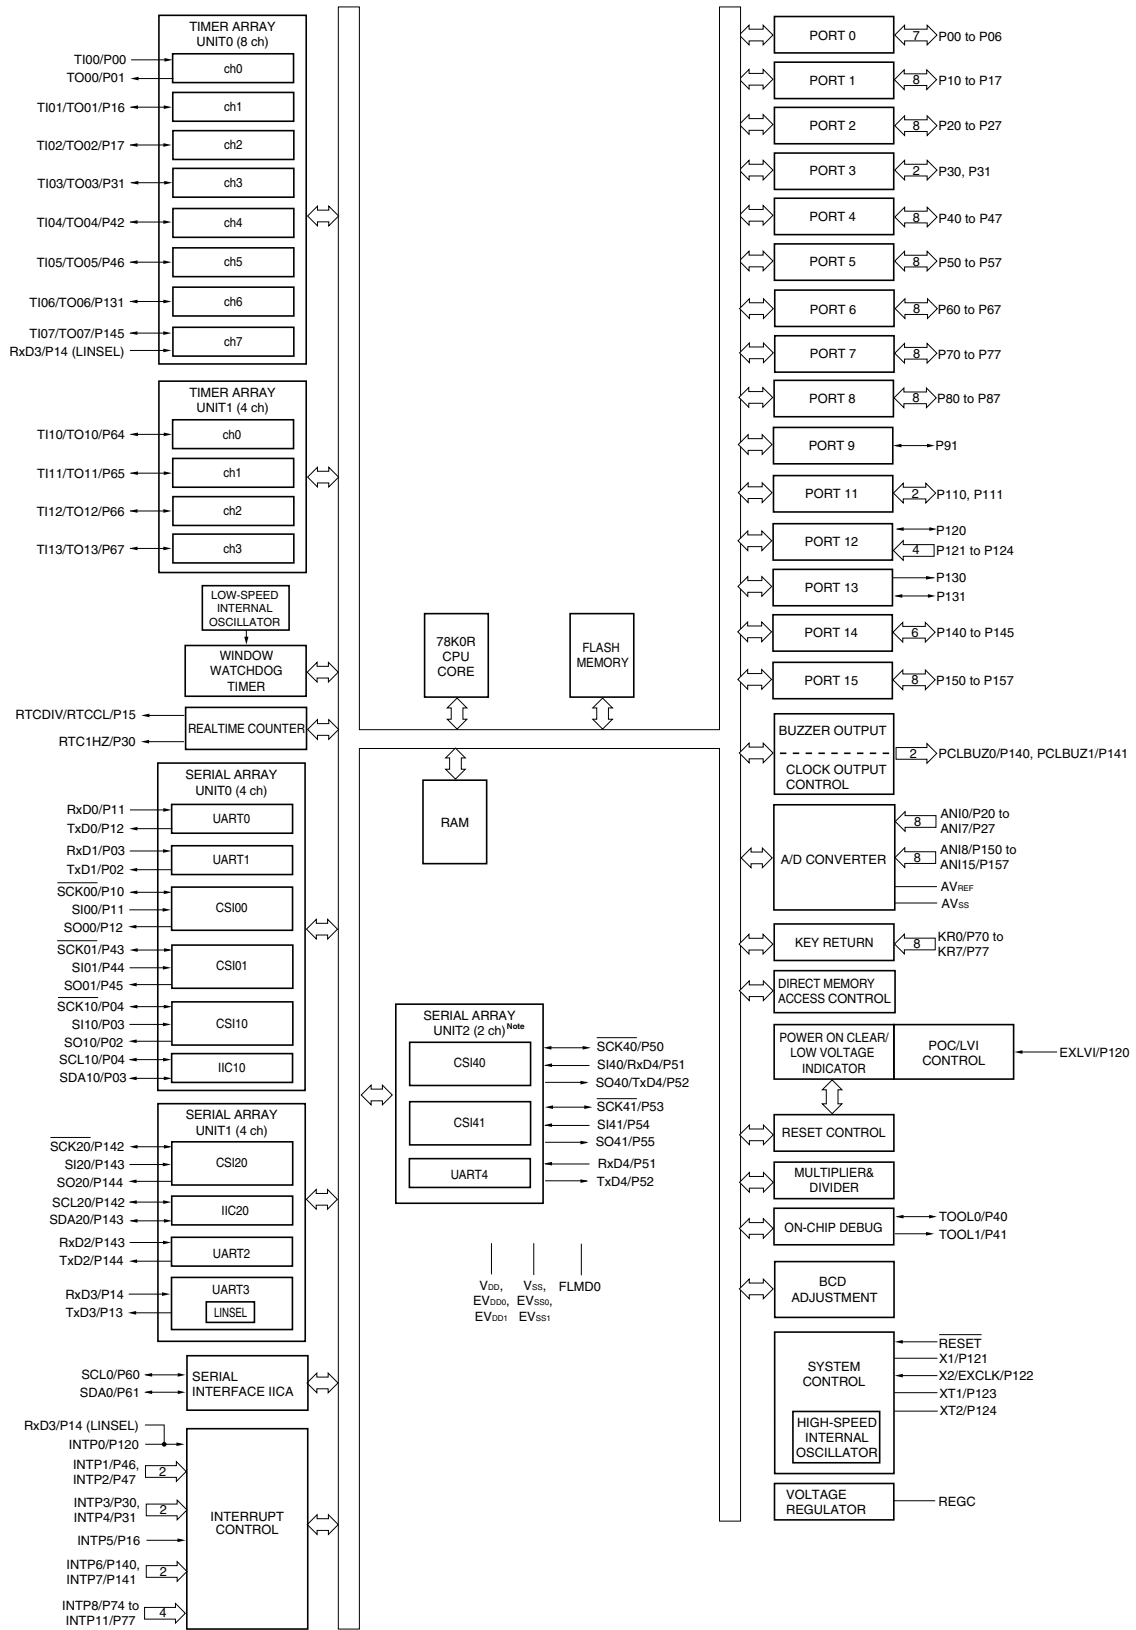 TIMER ARRAY
UNIT0 (8 ch)
TI00/P00
TO00/P01
ch0
TI01/TO01/P16
ch1
TI02/TO02/P17
ch2
TI03/TO03/P31
ch3
TI04/TO04/P42
ch4
TI05/TO05/P46
ch5
TI06/TO06/P131
ch6
TI07/TO07/P145
RxD3/P14 (LINSEL)
ch7
TIMER ARRAY
UNIT1 (4 ch)
TI10/TO10/P64
ch0
TI11/TO11/P65
ch1
TI12/TO12/P66
ch2
TI13/TO13/P67
ch3
LOW-SPEED
INTERNAL
OSCILLATOR
WINDOW
WATCHDOG
TIMER
RTCDIV/RTCCL/P15
RTC1HZ/P30
REALTIME COUNTER
SERIAL ARRAY
UNIT0 (4 ch)
RxD0/P11
TxD0/P12
UART0
RxD1/P03
TxD1/P02
UART1
SCK00/P10
SI00/P11
SO00/P12
CSI00
SCK01/P43
SI01/P44
SO01/P45
CSI01
SCK10/P04
SI10/P03
SO10/P02
CSI10
SCL10/P04
SDA10/P03
IIC10
SERIAL ARRAY
UNIT1 (4 ch)
SCK20/P142
SI20/P143
SO20/P144
CSI20
SCL20/P142
SDA20/P143
IIC20
RxD2/P143
TxD2/P144
UART2
RxD3/P14
TxD3/P13
UART3
LINSEL
SCL0/P60
SDA0/P61
SERIAL
INTERFACE IICA
RxD3/P14 (LINSEL)
INTP0/P120
INTP1/P46,
INTP2/P47
2
INTP3/P30,
INTP4/P31
2
INTP5/P16
INTP6/P140,
INTP7/P141
2
INTP8/P74 to
INTP11/P77
4
INTERRUPT
CONTROL
78K0R
CPU
CORE
FLASH
MEMORY
RAM
SERIAL ARRAY
UNIT2 (2 ch) Note
CSI40
SCK40/P50
SI40/RxD4/P51
SO40/TxD4/P52
CSI41
SCK41/P53
SI41/P54
SO41/P55
UART4
RxD4/P51
TxD4/P52
VDD,
EVDD0,
EVDD1
VSS,
EVSS0,
EVSS1
FLMD0
PORT 0
7
P00 to P06
PORT 1
8
P10 to P17
PORT 2
8
P20 to P27
PORT 3
2
P30, P31
PORT 4
8
P40 to P47
PORT 5
8
P50 to P57
PORT 6
8
P60 to P67
PORT 7
8
P70 to P77
PORT 8
8
P80 to P87
PORT 9
P91
PORT 11
2
P110, P111
PORT 12
P120
4
P121 to P124
PORT 13
P130
P131
PORT 14
6
P140 to P145
PORT 15
8
P150 to P157
BUZZER OUTPUT
CLOCK OUTPUT
CONTROL
2
PCLBUZ0/P140, PCLBUZ1/P141
A/D CONVERTER
8
ANI0/P20 to
ANI7/P27
8
ANI8/P150 to
ANI15/P157
AVREF
AVSS
KEY RETURN
8
KR0/P70 to
KR7/P77
DIRECT MEMORY
ACCESS CONTROL
POWER ON CLEAR/
LOW VOLTAGE
INDICATOR
POC/LVI
CONTROL
EXLVI/P120
RESET CONTROL
MULTIPLIER&
DIVIDER
ON-CHIP DEBUG
TOOL0/P40
TOOL1/P41
BCD
ADJUSTMENT
SYSTEM
CONTROL
HIGH-SPEED
INTERNAL
OSCILLATOR
RESET
X1/P121
X2/EXCLK/P122
XT1/P123
XT2/P124
VOLTAGE
REGULATOR
REGC